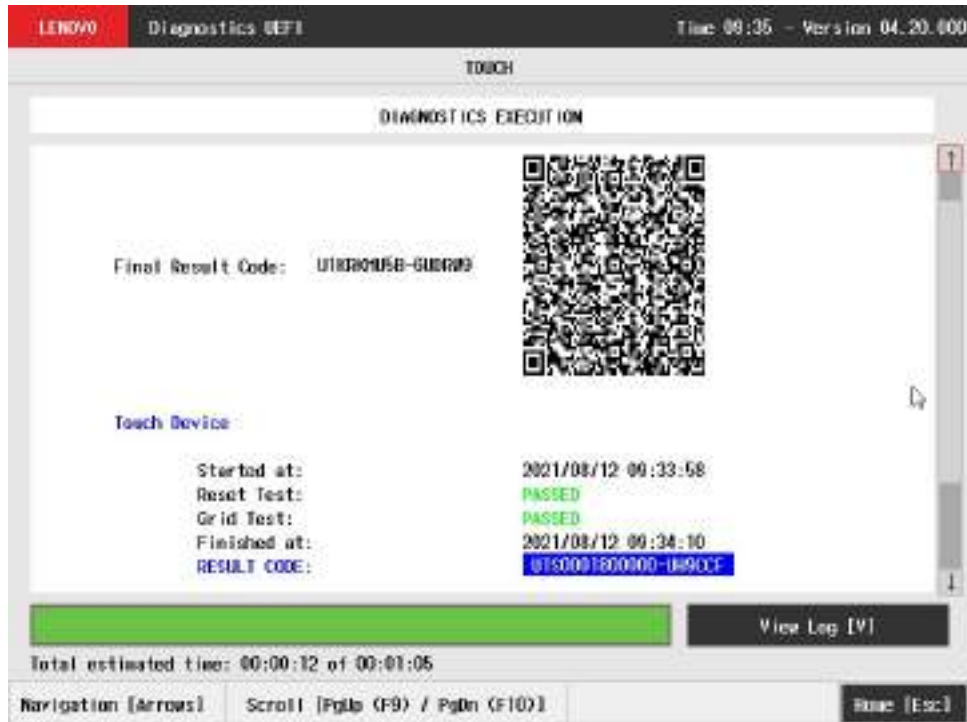 LENOVO Diagnostics UEFI Time 09:35 - Version 04.20.000
TOUCH
DIAGNOSTICS EXECUTION
↑
Final Result Code:
Touch Device
Started at: 2021/08/12 09:33:58
Reset Test: PASSED
Grid Test: PASSED
Finished at: 2021/08/12 09:34:10
RESULT CODE:
↓
View Log [V]
Total estimated time: 00:00:12 of 00:01:05
Navigation [Arrows] Scroll [PgUp (F9) / PgDn (F10)] Home [Esc]